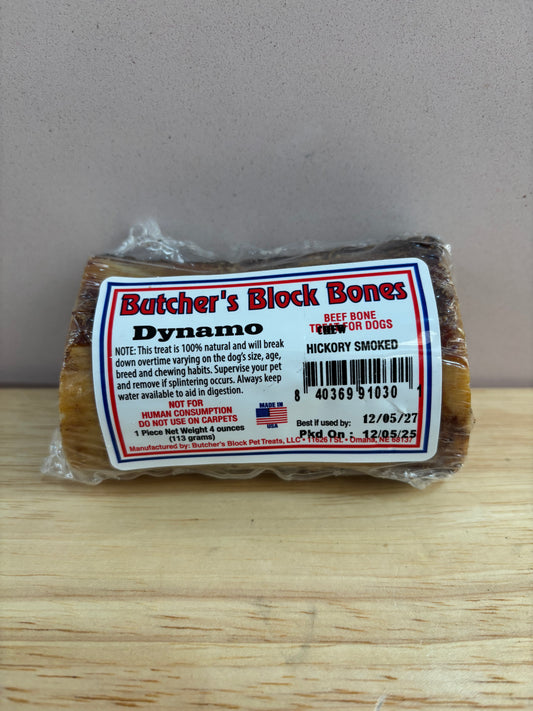 Butcher's Block Bones
Dynamo
BEEF BONE
TREAT FOR DOGS
chew
HICKORY SMOKED
NOTE: This treat is 100% natural and will break
down overtime varying on the dog's size, age,
breed and chewing habits. Supervise your pet
and remove if splintering occurs. Always keep
water available to aid in digestion.
NOT FOR
HUMAN CONSUMPTION
DO NOT USE ON CARPETS
MADE IN
USA
8 40369 91030 1
1 Piece Net Weight 4 ounces
(113 grams)
Best if used by: 12/05/27
Pkd On : 12/05/25
Manufactured by: Butcher's Block Pet Treats, LLC • 11626 I St. • Omaha, NE 68137